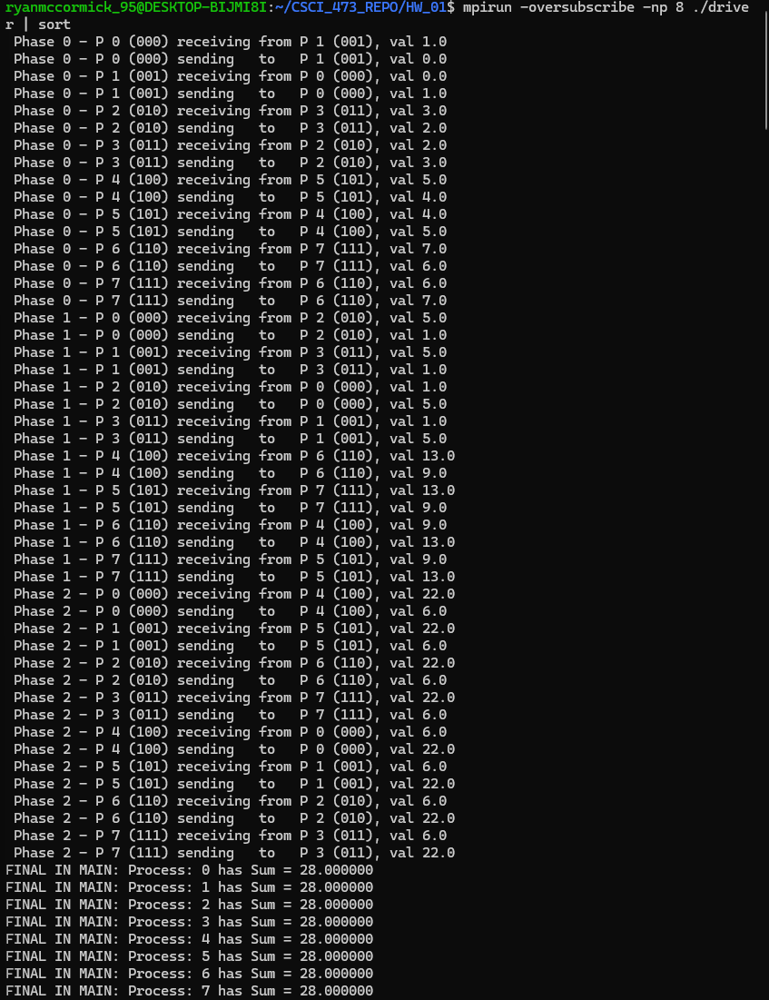 ryanmccormick_95@DESKTOP-BIJMI8I:~/CSCI_473_REPO/HW_01$ mpirun -oversubscribe -np 8 ./drive
r | sort
 Phase 0 - P 0 (000) receiving from P 1 (001), val 1.0
 Phase 0 - P 0 (000) sending   to   P 1 (001), val 0.0
 Phase 0 - P 1 (001) receiving from P 0 (000), val 0.0
 Phase 0 - P 1 (001) sending   to   P 0 (000), val 1.0
 Phase 0 - P 2 (010) receiving from P 3 (011), val 3.0
 Phase 0 - P 2 (010) sending   to   P 3 (011), val 2.0
 Phase 0 - P 3 (011) receiving from P 2 (010), val 2.0
 Phase 0 - P 3 (011) sending   to   P 2 (010), val 3.0
 Phase 0 - P 4 (100) receiving from P 5 (101), val 5.0
 Phase 0 - P 4 (100) sending   to   P 5 (101), val 4.0
 Phase 0 - P 5 (101) receiving from P 4 (100), val 4.0
 Phase 0 - P 5 (101) sending   to   P 4 (100), val 5.0
 Phase 0 - P 6 (110) receiving from P 7 (111), val 7.0
 Phase 0 - P 6 (110) sending   to   P 7 (111), val 6.0
 Phase 0 - P 7 (111) receiving from P 6 (110), val 6.0
 Phase 0 - P 7 (111) sending   to   P 6 (110), val 7.0
 Phase 1 - P 0 (000) receiving from P 2 (010), val 5.0
 Phase 1 - P 0 (000) sending   to   P 2 (010), val 1.0
 Phase 1 - P 1 (001) receiving from P 3 (011), val 5.0
 Phase 1 - P 1 (001) sending   to   P 3 (011), val 1.0
 Phase 1 - P 2 (010) receiving from P 0 (000), val 1.0
 Phase 1 - P 2 (010) sending   to   P 0 (000), val 5.0
 Phase 1 - P 3 (011) receiving from P 1 (001), val 1.0
 Phase 1 - P 3 (011) sending   to   P 1 (001), val 5.0
 Phase 1 - P 4 (100) receiving from P 6 (110), val 13.0
 Phase 1 - P 4 (100) sending   to   P 6 (110), val 9.0
 Phase 1 - P 5 (101) receiving from P 7 (111), val 13.0
 Phase 1 - P 5 (101) sending   to   P 7 (111), val 9.0
 Phase 1 - P 6 (110) receiving from P 4 (100), val 9.0
 Phase 1 - P 6 (110) sending   to   P 4 (100), val 13.0
 Phase 1 - P 7 (111) receiving from P 5 (101), val 9.0
 Phase 1 - P 7 (111) sending   to   P 5 (101), val 13.0
 Phase 2 - P 0 (000) receiving from P 4 (100), val 22.0
 Phase 2 - P 0 (000) sending   to   P 4 (100), val 6.0
 Phase 2 - P 1 (001) receiving from P 5 (101), val 22.0
 Phase 2 - P 1 (001) sending   to   P 5 (101), val 6.0
 Phase 2 - P 2 (010) receiving from P 6 (110), val 22.0
 Phase 2 - P 2 (010) sending   to   P 6 (110), val 6.0
 Phase 2 - P 3 (011) receiving from P 7 (111), val 22.0
 Phase 2 - P 3 (011) sending   to   P 7 (111), val 6.0
 Phase 2 - P 4 (100) receiving from P 0 (000), val 6.0
 Phase 2 - P 4 (100) sending   to   P 0 (000), val 22.0
 Phase 2 - P 5 (101) receiving from P 1 (001), val 6.0
 Phase 2 - P 5 (101) sending   to   P 1 (001), val 22.0
 Phase 2 - P 6 (110) receiving from P 2 (010), val 6.0
 Phase 2 - P 6 (110) sending   to   P 2 (010), val 22.0
 Phase 2 - P 7 (111) receiving from P 3 (011), val 6.0
 Phase 2 - P 7 (111) sending   to   P 3 (011), val 22.0
FINAL IN MAIN: Process: 0 has Sum = 28.000000
FINAL IN MAIN: Process: 1 has Sum = 28.000000
FINAL IN MAIN: Process: 2 has Sum = 28.000000
FINAL IN MAIN: Process: 3 has Sum = 28.000000
FINAL IN MAIN: Process: 4 has Sum = 28.000000
FINAL IN MAIN: Process: 5 has Sum = 28.000000
FINAL IN MAIN: Process: 6 has Sum = 28.000000
FINAL IN MAIN: Process: 7 has Sum = 28.000000